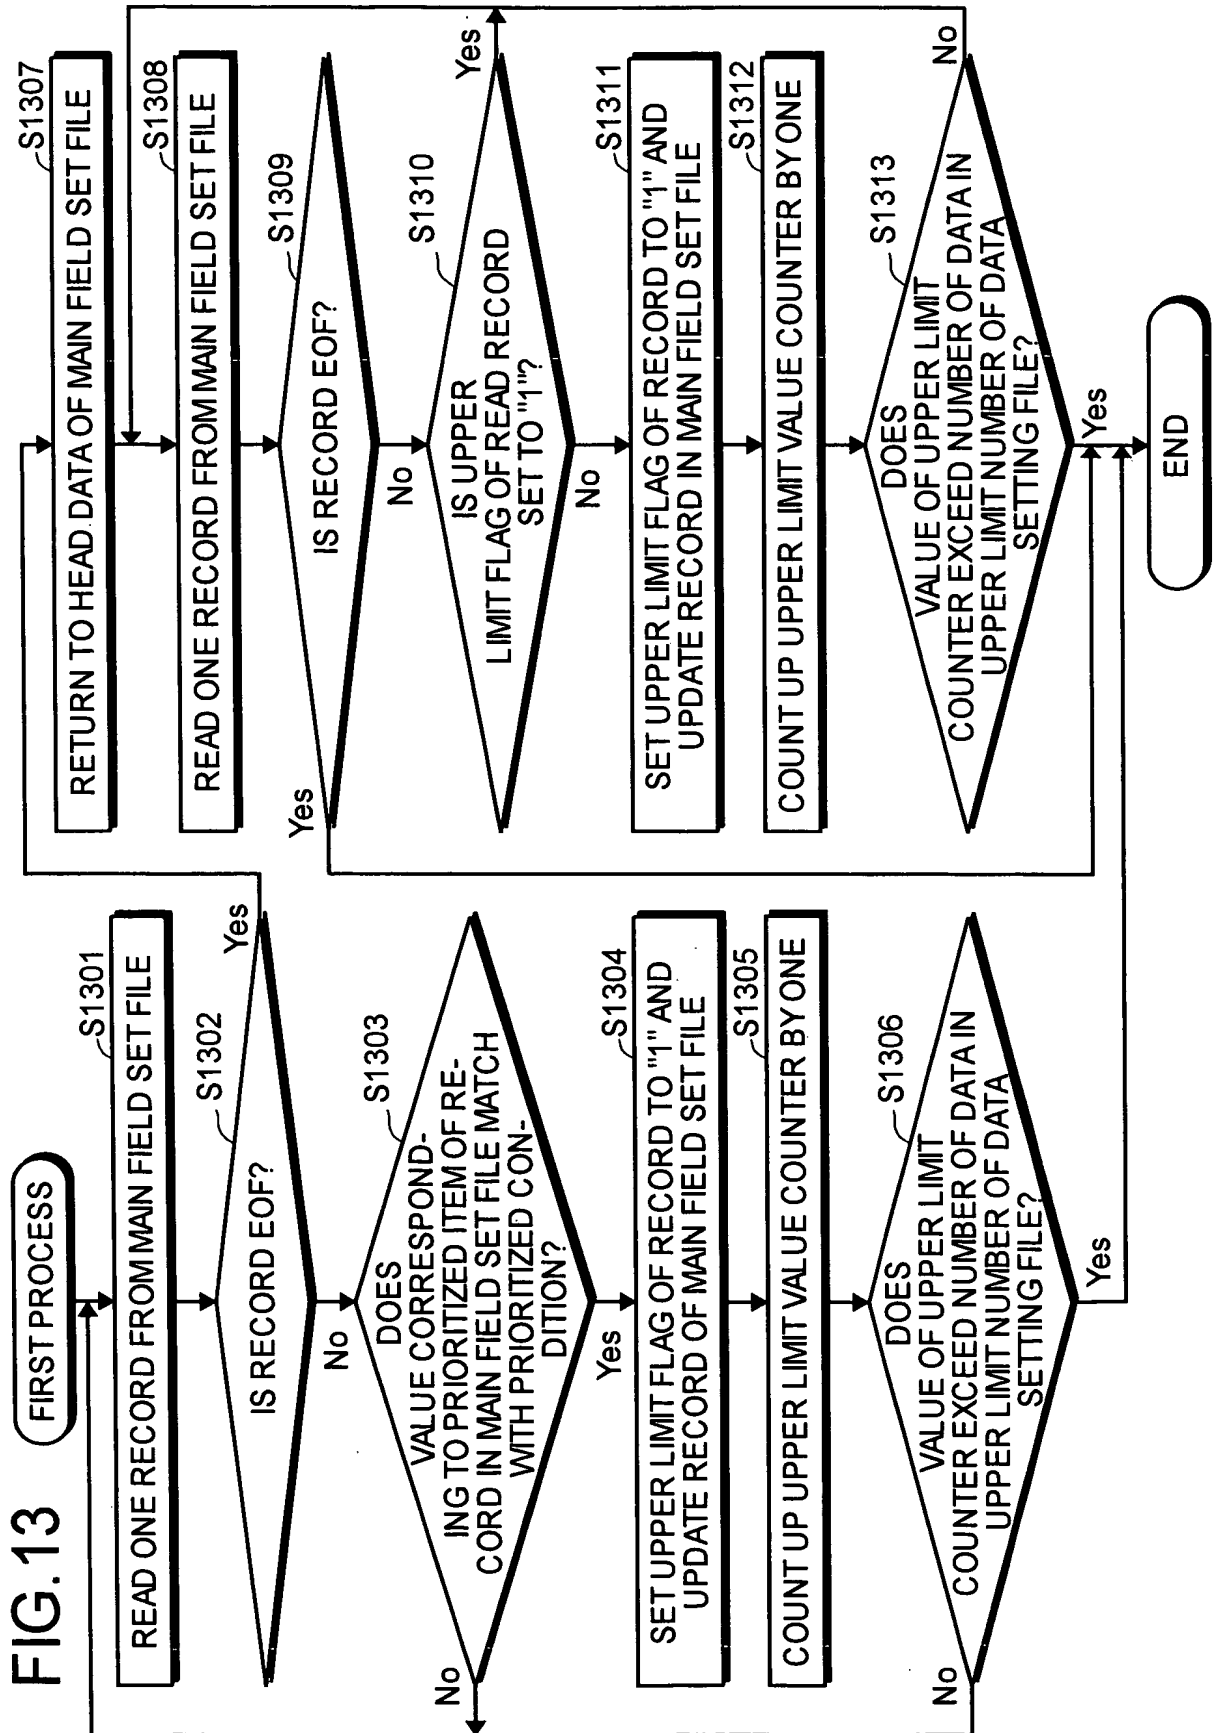 FIG.13
FIRST PROCESS
S1301
READ ONE RECORD FROM MAIN FIELD SET FILE
S1302
IS RECORD EOF?
Yes
No
S1303
DOES
VALUE CORRESPOND-
ING TO PRIORITIZED ITEM OF RE-
CORD IN MAIN FIELD SET FILE MATCH
WITH PRIORITIZED CON-
DITION?
No
Yes
S1304
SET UPPER LIMIT FLAG OF RECORD TO "1" AND
UPDATE RECORD OF MAIN FIELD SET FILE
S1305
COUNT UP UPPER LIMIT VALUE COUNTER BY ONE
S1306
DOES
VALUE OF UPPER LIMIT
COUNTER EXCEED NUMBER OF DATA IN
UPPER LIMIT NUMBER OF DATA
SETTING FILE?
No
Yes
S1307
RETURN TO HEAD DATA OF MAIN FIELD SET FILE
S1308
READ ONE RECORD FROM MAIN FIELD SET FILE
S1309
IS RECORD EOF?
Yes
No
S1310
IS UPPER
LIMIT FLAG OF READ RECORD
SET TO "1"?
Yes
No
S1311
SET UPPER LIMIT FLAG OF RECORD TO "1" AND
UPDATE RECORD IN MAIN FIELD SET FILE
S1312
COUNT UP UPPER LIMIT VALUE COUNTER BY ONE
S1313
DOES
VALUE OF UPPER LIMIT
COUNTER EXCEED NUMBER OF DATA IN
UPPER LIMIT NUMBER OF DATA
SETTING FILE?
No
Yes
END